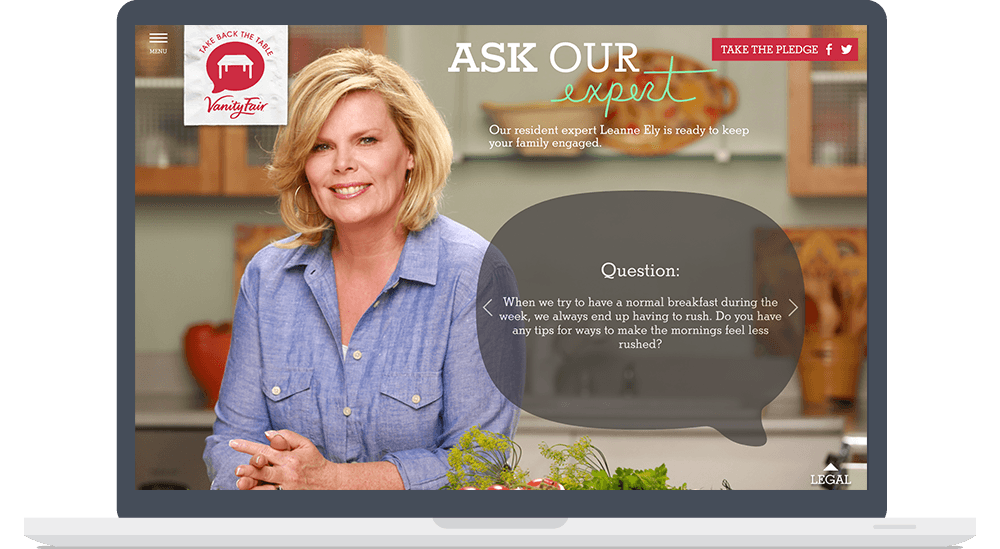 MENU
TAKE BACK THE TABLE
Vanity Fair
ASK OUR
expert
TAKE THE PLEDGE
Our resident expert Leanne Ely is ready to keep
your family engaged.
Question:
When we try to have a normal breakfast during the
week, we always end up having to rush. Do you have
any tips for ways to make the mornings feel less
rushed?
LEGAL